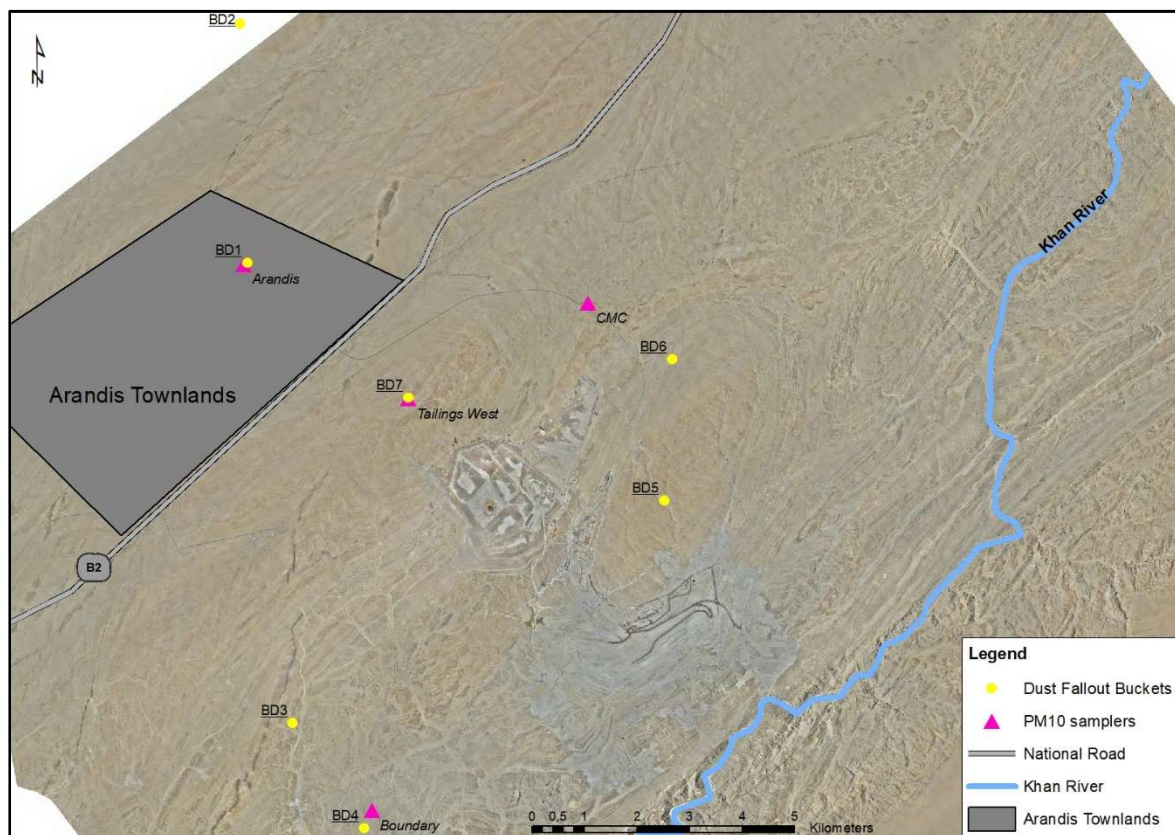 BD2
N
Khan River
BD1
Arandis
CMC
BD6
Arandis Townlands
BD7
Tailings West
BD5
B2
BD3
BD4
Boundary
0 0,5 1 2 3 4 5
Kilometers
Legend
Dust Fallout Buckets
PM10 samplers
National Road
Khan River
Arandis Townlands